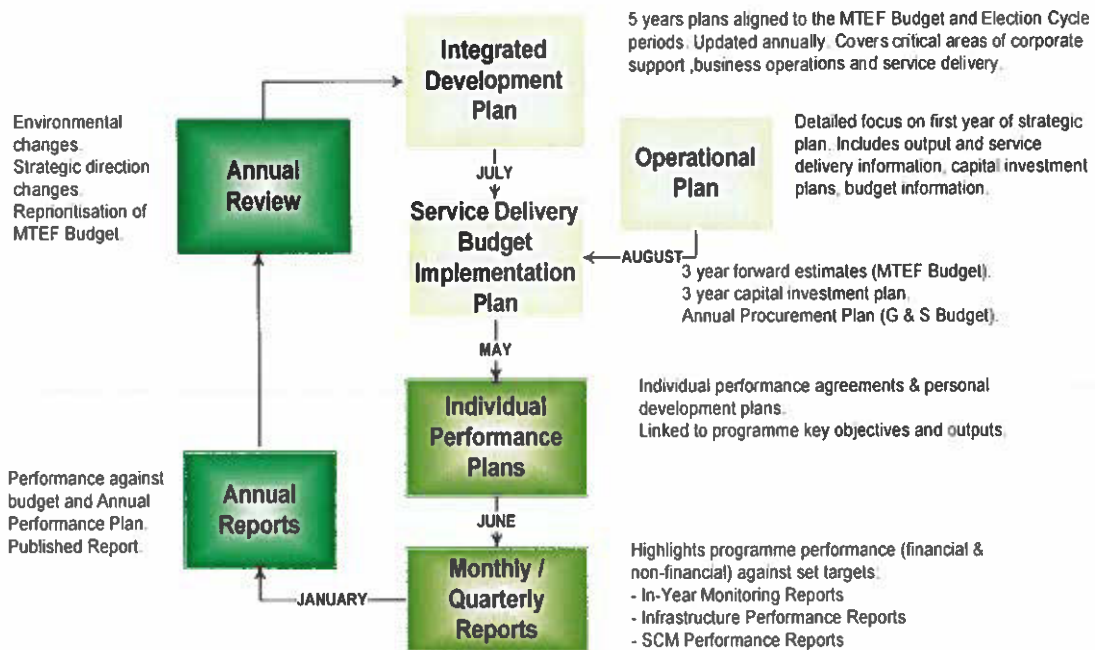 5 years plans aligned to the MTEF Budget and Election Cycle
periods. Updated annually. Covers critical areas of corporate
support ,business operations and service delivery.
Integrated
Development
Plan
Environmental
changes.
Strategic direction
changes.
Reprioritisation of
MTEF Budget.
Annual
Review
JULY
Operational
Plan
Detailed focus on first year of strategic
plan. Includes output and service
delivery information, capital investment
plans, budget information.
Service Delivery
Budget
Implementation
Plan
AUGUST
3 year forward estimates (MTEF Budget).
3 year capital investment plan.
Annual Procurement Plan (G & S Budget).
MAY
Individual
Performance
Plans
Individual performance agreements & personal
development plans.
Linked to programme key objectives and outputs.
Performance against
budget and Annual
Performance Plan.
Published Report.
Annual
Reports
JUNE
JANUARY
Monthly /
Quarterly
Reports
Highlights programme performance (financial &
non-financial) against set targets:
- In-Year Monitoring Reports
- Infrastructure Performance Reports
- SCM Performance Reports